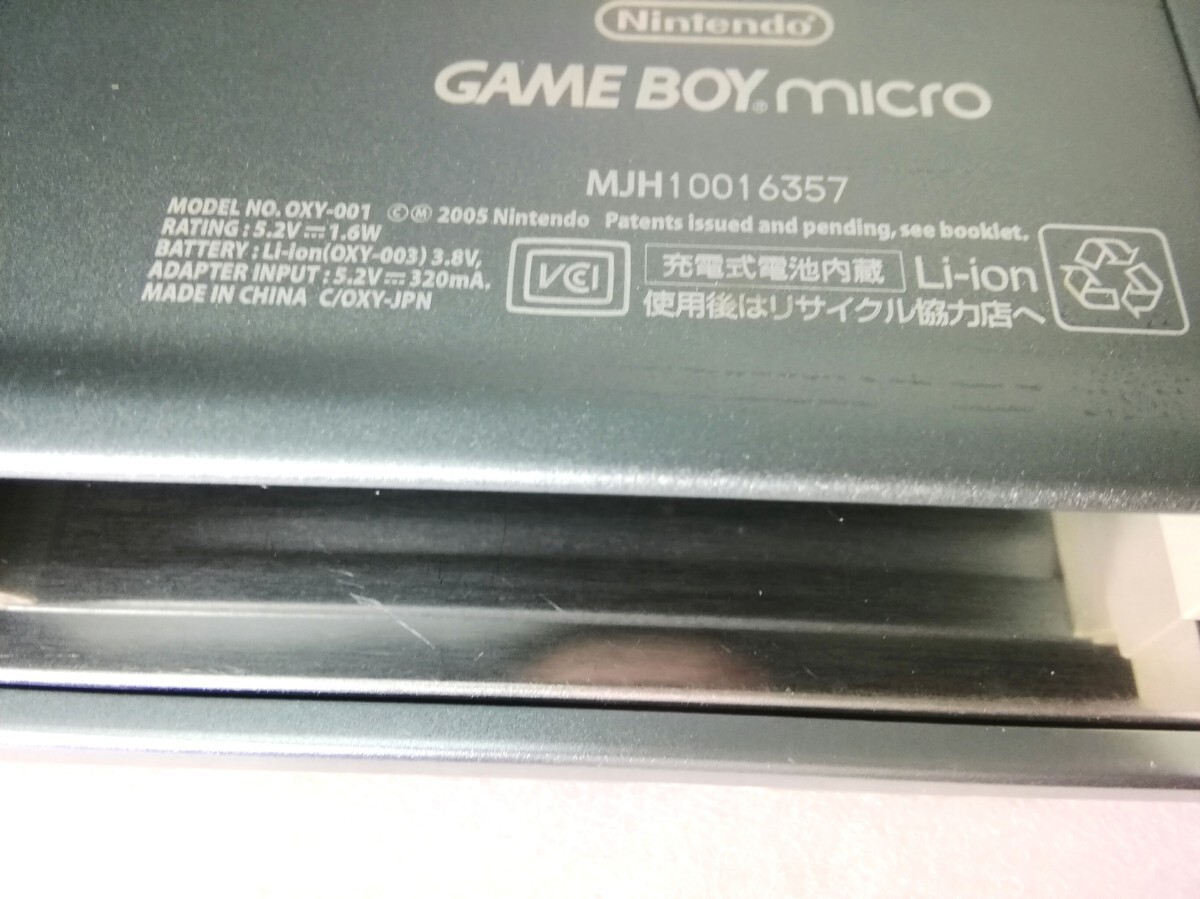 Nintendo®
GAME BOY® micro
MJH10016357
MODEL NO. OXY-001 ©Ⓜ 2005 Nintendo Patents issued and pending, see booklet.
RATING : 5.2V⎓1.6W
BATTERY : Li-ion(OXY-003) 3.8V,
ADAPTER INPUT : 5.2V⎓320mA.
MADE IN CHINA C/OXY-JPN
VCI
充電式電池内蔵 Li-ion
使用後はリサイクル協力店へ